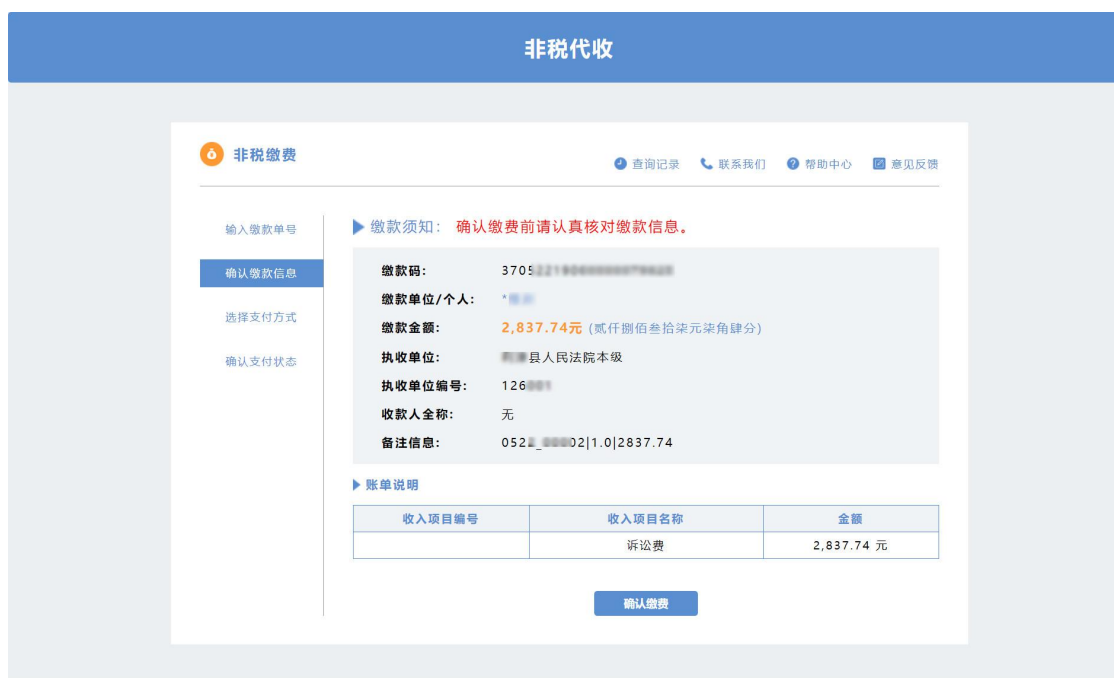 非税代收
非税缴费
查询记录 联系我们 帮助中心 意见反馈
输入缴款单号
确认缴款信息
选择支付方式
确认支付状态
缴款须知： 确认缴费前请认真核对缴款信息。
缴款码： 3705
缴款单位/个人： *
缴款金额： 2,837.74元 (贰仟捌佰叁拾柒元柒角肆分)
执收单位： 县人民法院本级
执收单位编号： 126
收款人全称： 无
备注信息： 052 02|1.0|2837.74
账单说明
收入项目编号 收入项目名称 金额
诉讼费 2,837.74 元
确认缴费